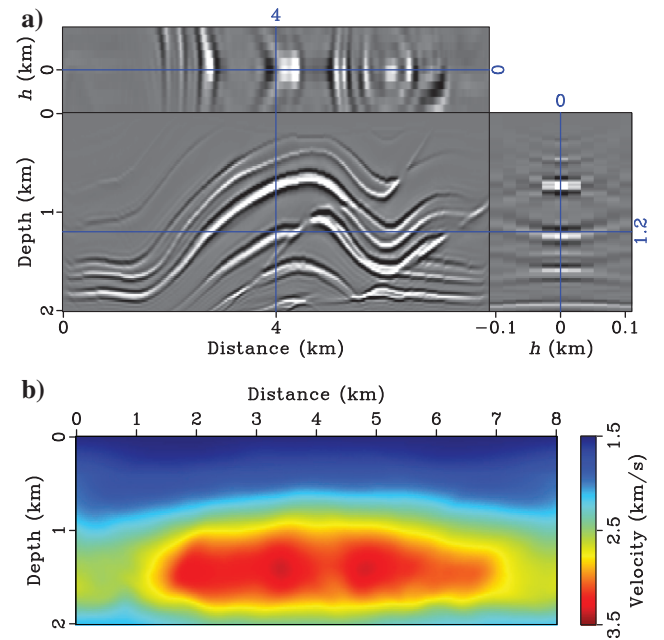 a)
4
h (km)
0
0
0
0
Depth (km)
1
1.2
2
0
4
−0.1
0
0.1
Distance (km)
h (km)
b)
Distance (km)
0 1 2 3 4 5 6 7 8
0
1
2
Depth (km)
1.5
2.5
3.5
Velocity (km/s)